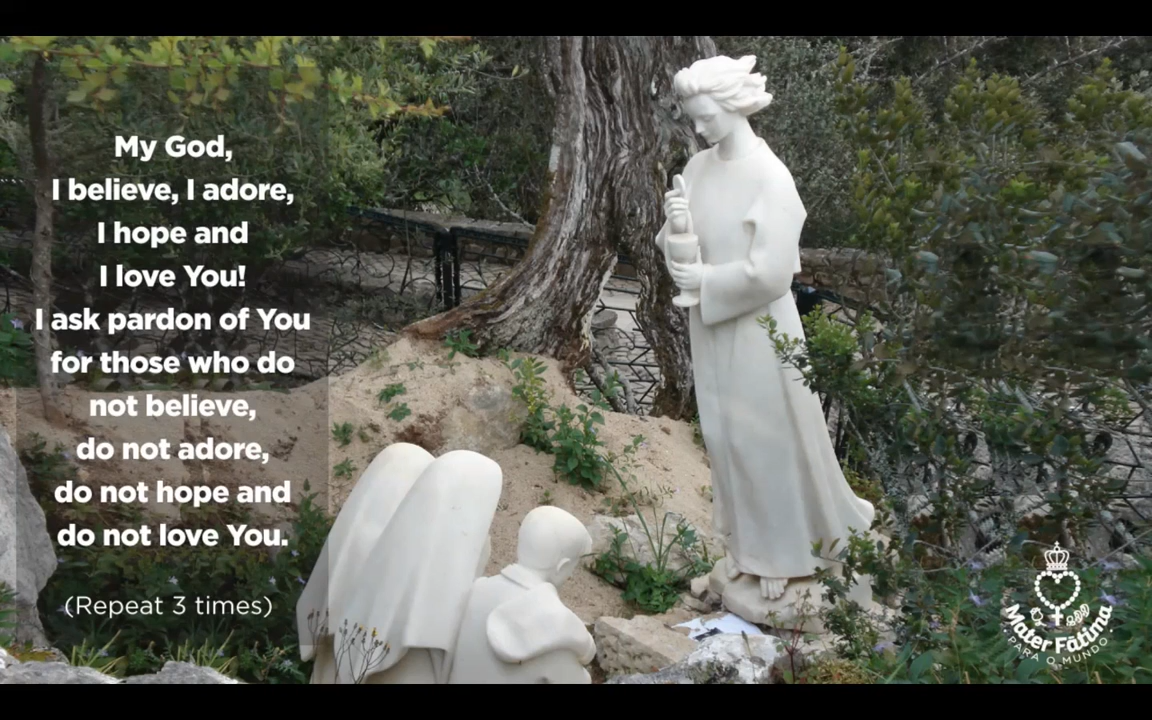 My God,
I believe, I adore,
I hope and
I love You!
I ask pardon of You
for those who do
not believe,
do not adore,
do not hope and
do not love You.
(Repeat 3 times)
Mater Fátima
PARA O MUNDO